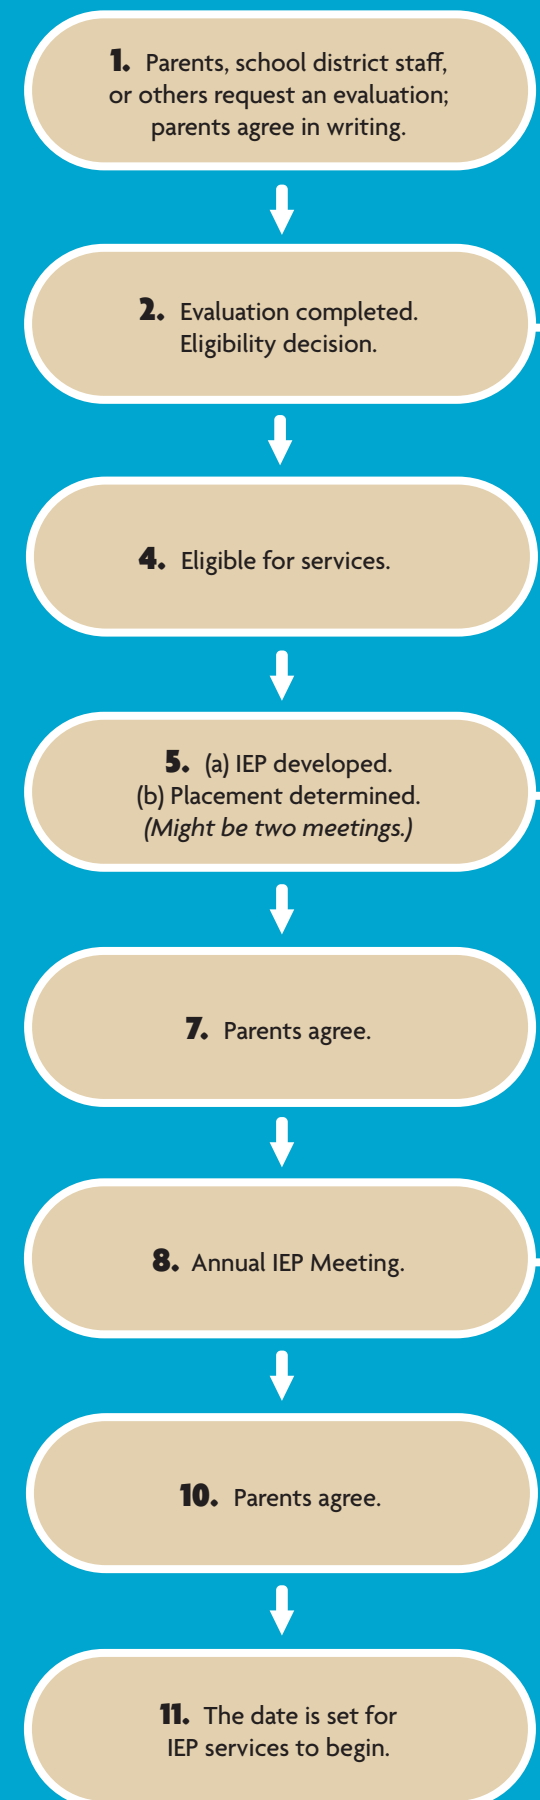 1. Parents, school district staff,
or others request an evaluation;
parents agree in writing.
2. Evaluation completed.
Eligibility decision.
4. Eligible for services.
5. (a) IEP developed.
(b) Placement determined.
(Might be two meetings.)
7. Parents agree.
8. Annual IEP Meeting.
10. Parents agree.
11. The date is set for
IEP services to begin.